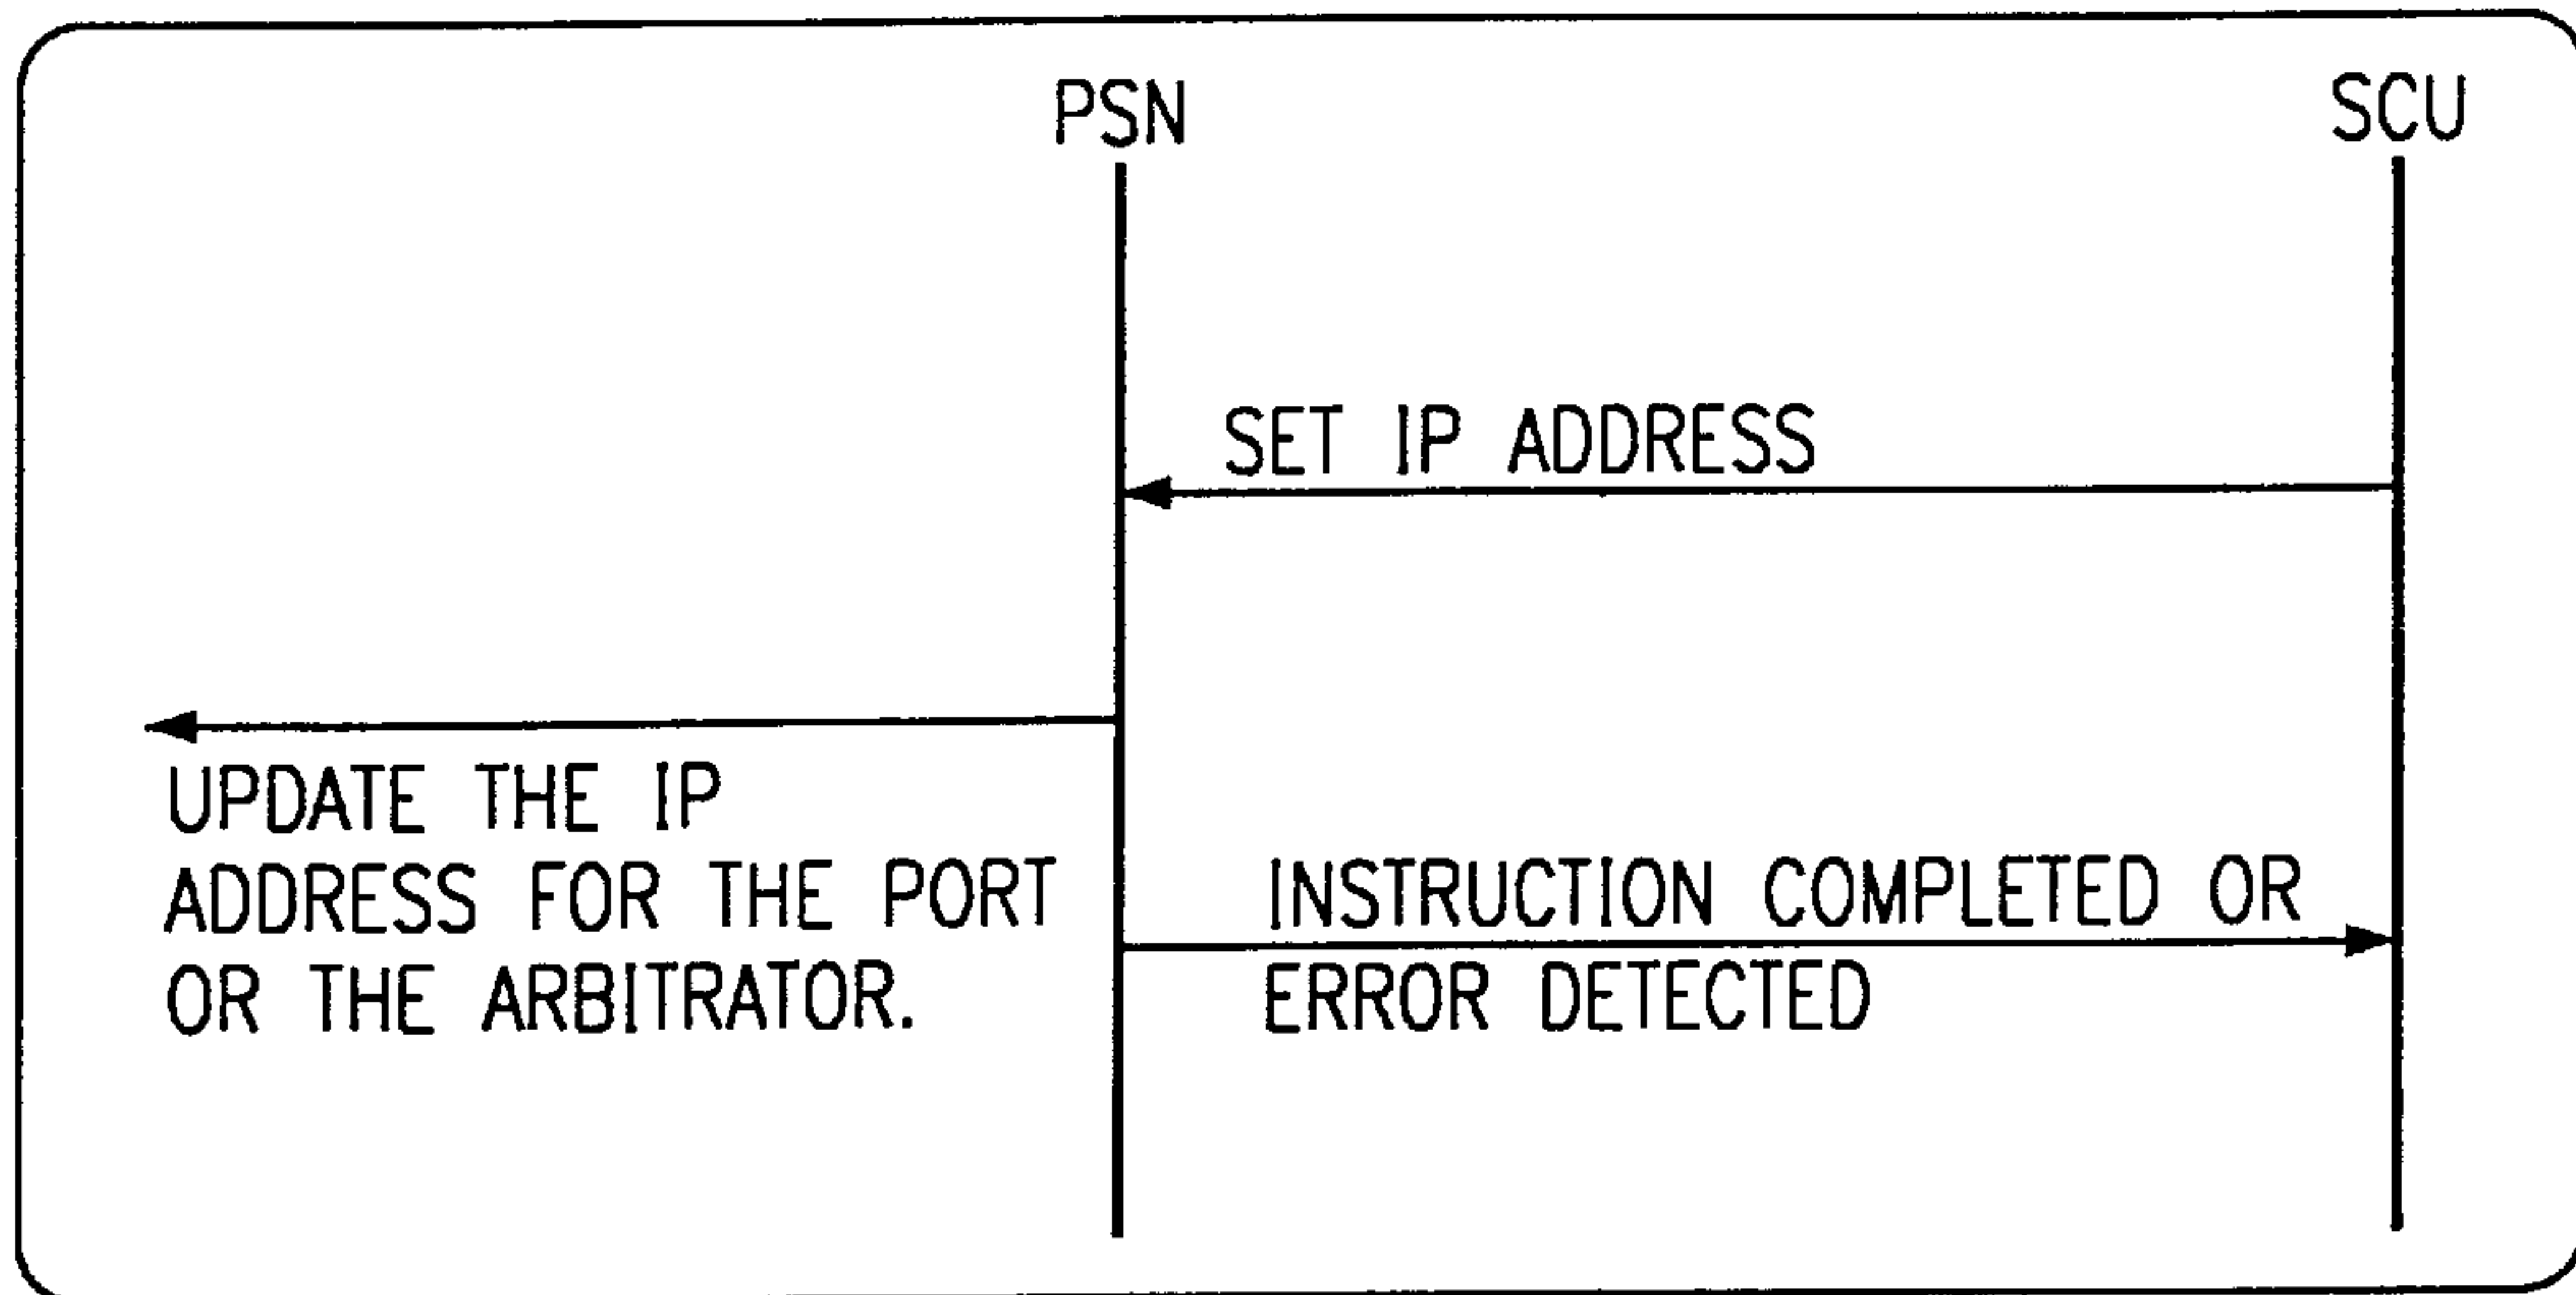 PSN
SCU
SET IP ADDRESS
UPDATE THE IP
ADDRESS FOR THE PORT
OR THE ARBITRATOR.
INSTRUCTION COMPLETED OR
ERROR DETECTED